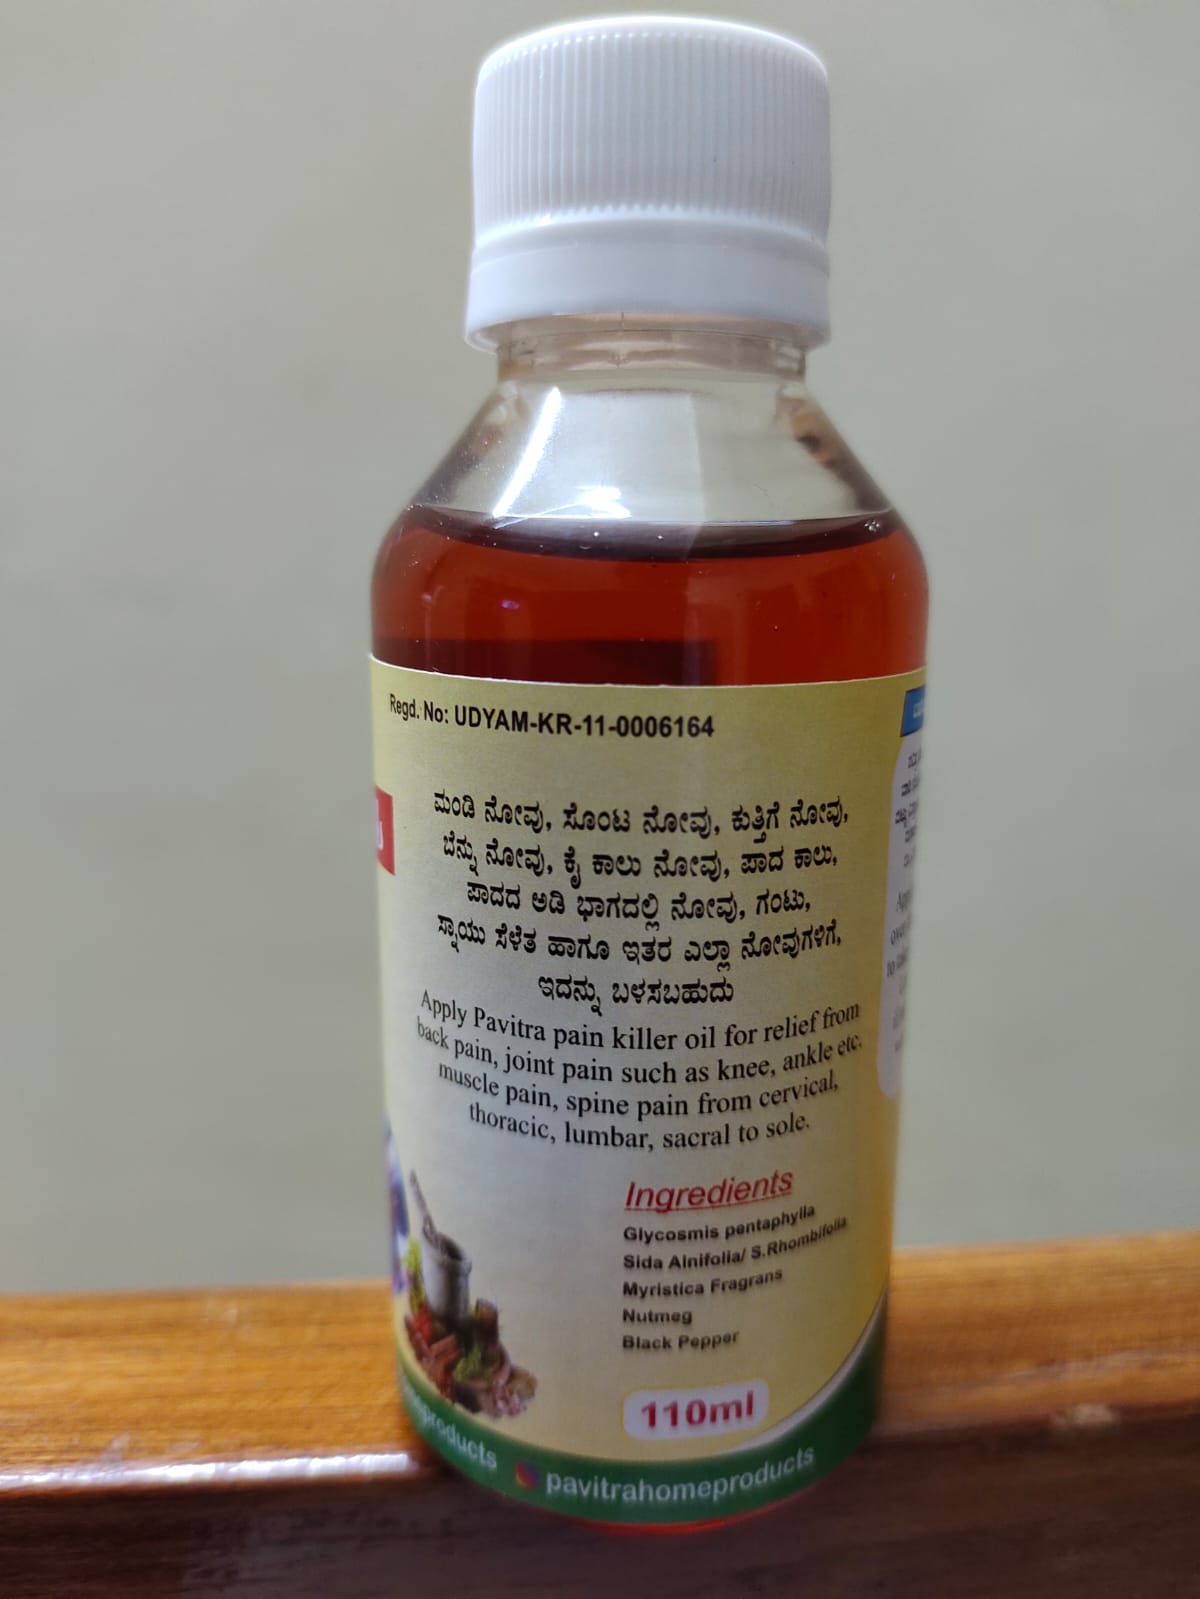 Regd. No: UDYAM-KR-11-0006164
ಮಂಡಿ ನೋವು, ಸೊಂಟ ನೋವು, ಕುತ್ತಿಗೆ ನೋವು,
ಬೆನ್ನು ನೋವು, ಕೈ ಕಾಲು ನೋವು, ಪಾದ ಕಾಲು,
ಪಾದದ ಅಡಿ ಭಾಗದಲ್ಲಿ ನೋವು, ಗಂಟು,
ಸ್ನಾಯು ಸೆಳೆತ ಹಾಗೂ ಇತರ ಎಲ್ಲಾ ನೋವುಗಳಿಗೆ,
ಇದನ್ನು ಬಳಸಬಹುದು
Apply Pavitra pain killer oil for relief from
back pain, joint pain such as knee, ankle etc.
muscle pain, spine pain from cervical,
thoracic, lumbar, sacral to sole.
Ingredients
Glycosmis pentaphylla
Sida Alnifolia/ S.Rhombifolia
Myristica Fragrans
Nutmeg
Black Pepper
110ml
pavitrahomeproducts